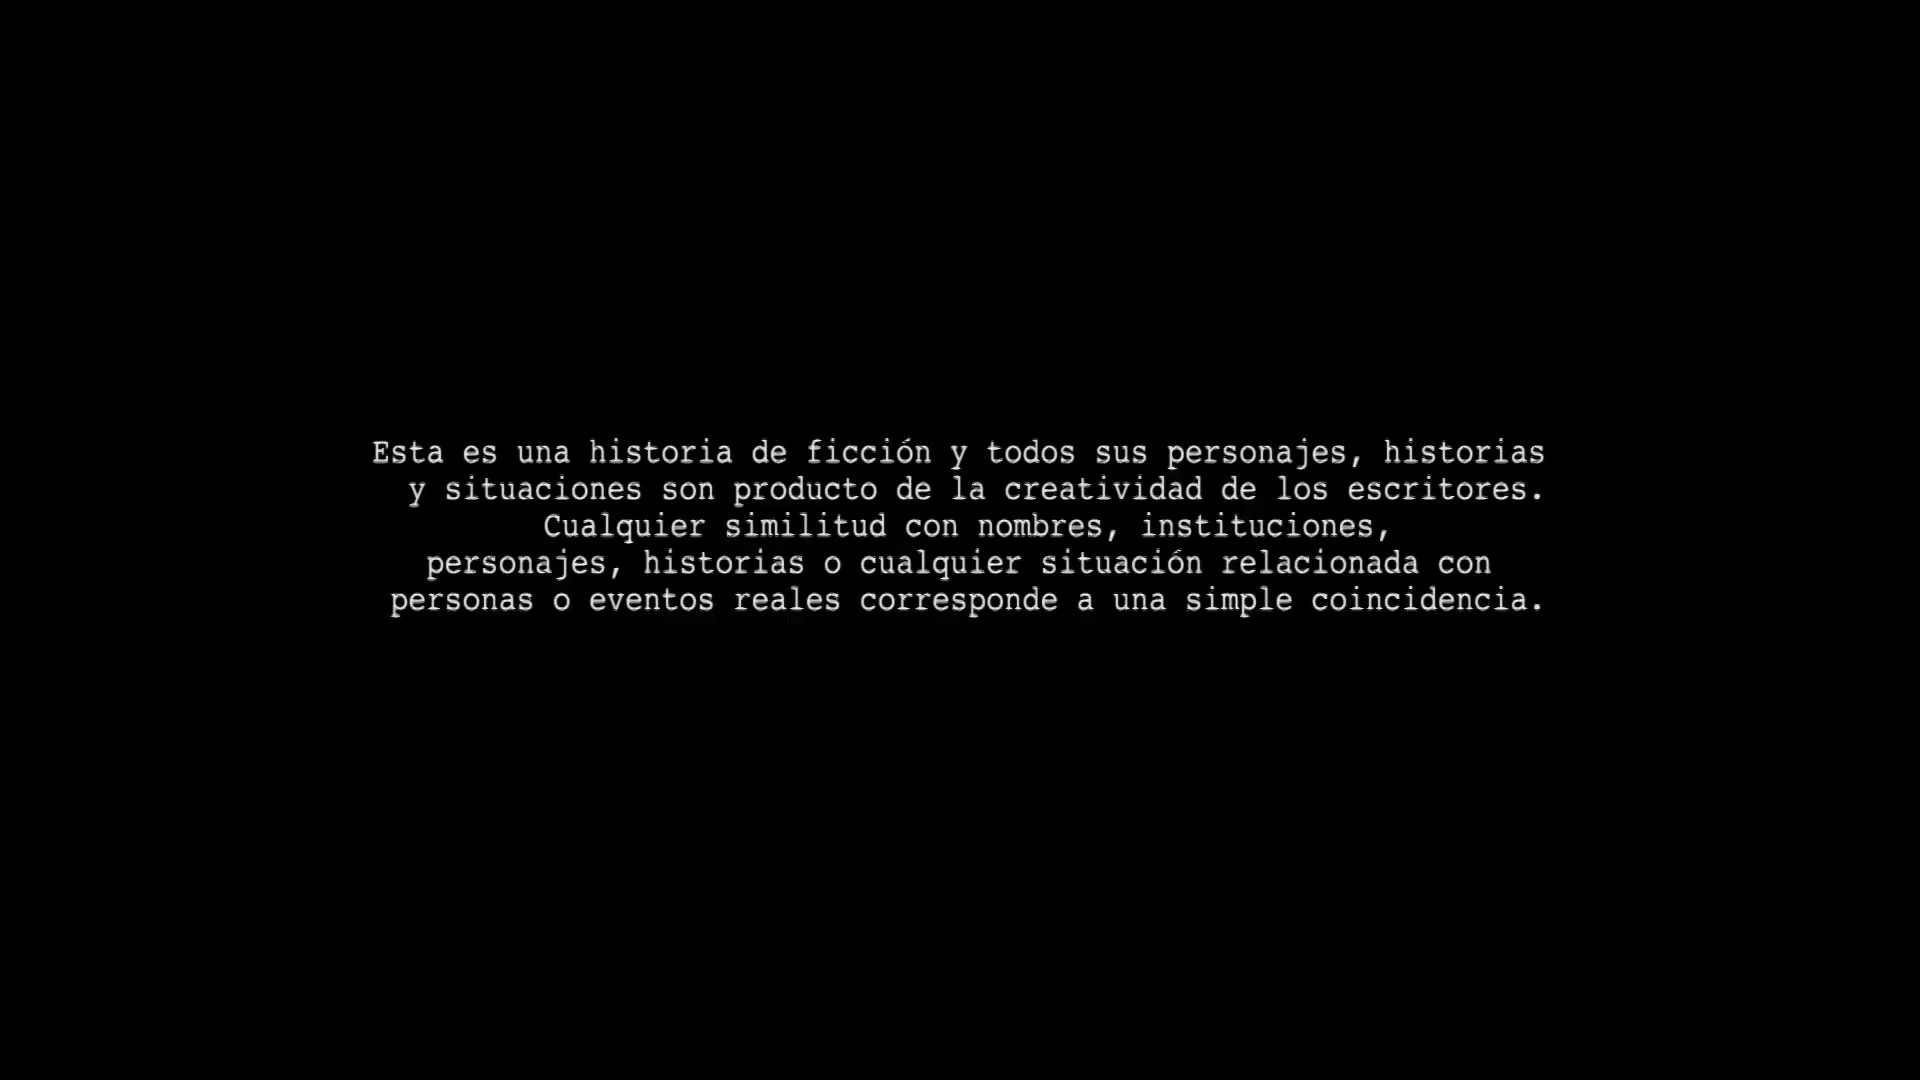 Esta es una historia de ficción y todos sus personajes, historias
y situaciones son producto de la creatividad de los escritores.
Cualquier similitud con nombres, instituciones,
personajes, historias o cualquier situación relacionada con
personas o eventos reales corresponde a una simple coincidencia.